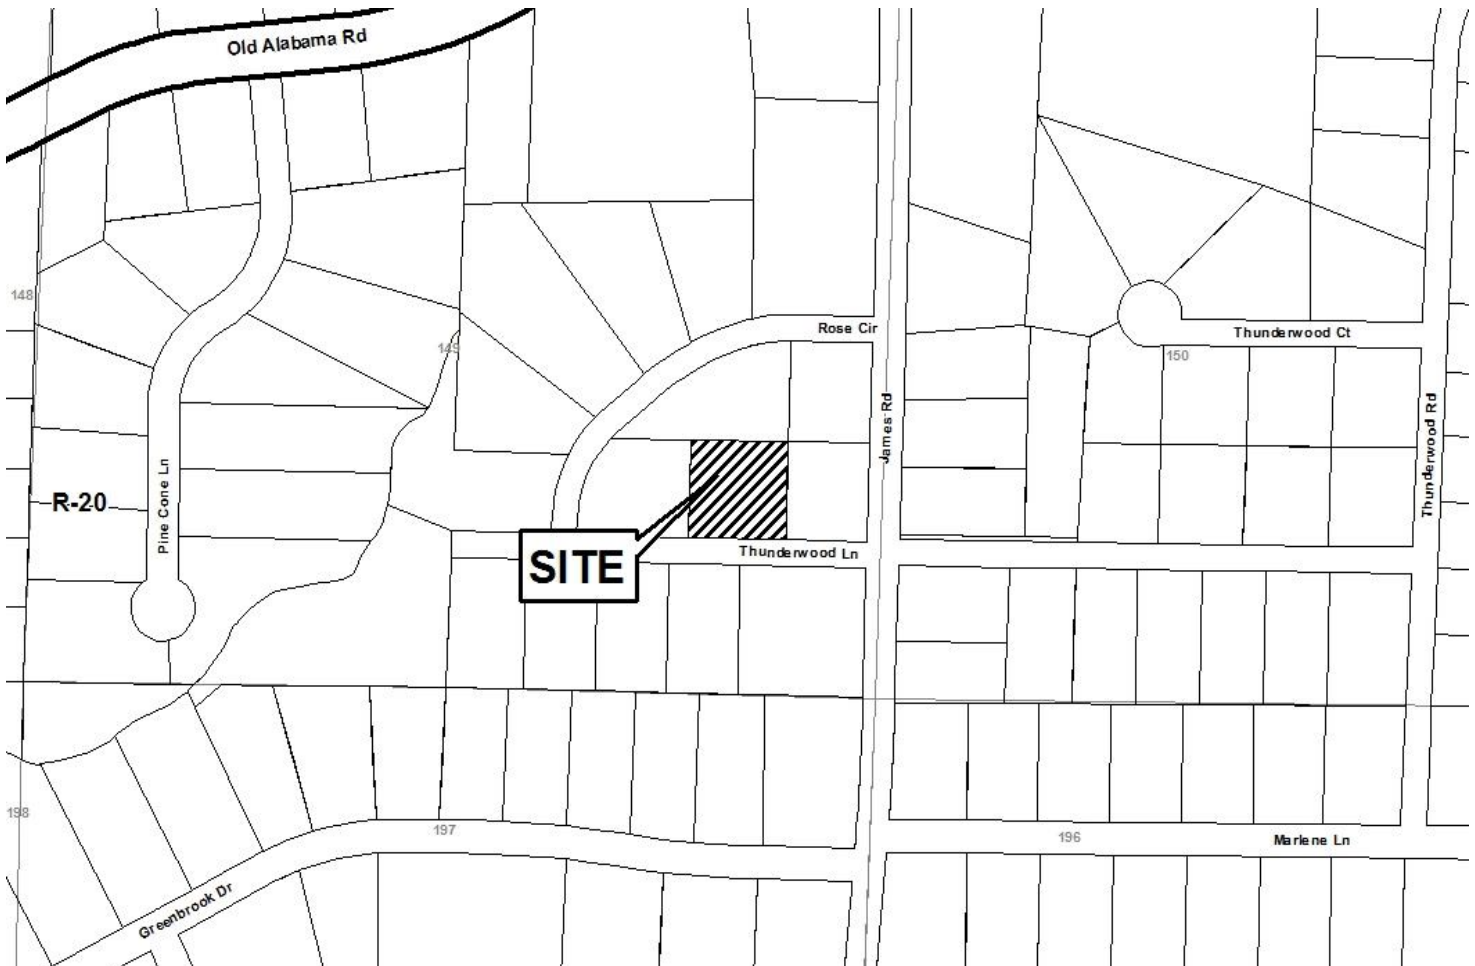 Old Alabama Rd
148
Rose Cir
Thunderwood Ct
149
150
James Rd
Thunderwood Rd
Pine Cone Ln
R-20
SITE
Thunderwood Ln
198
197
196
Marlene Ln
Greenbrook Dr